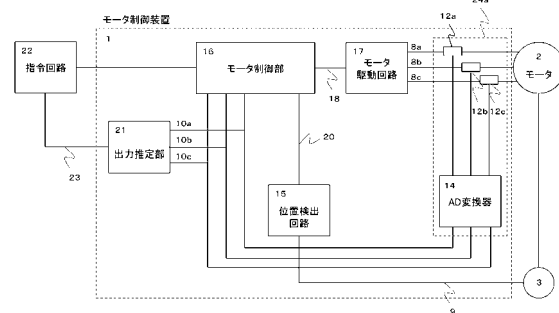 モータ制御装置
12a
24a
1
22
指令回路
16
モータ制御部
17
モータ
駆動回路
8a
8b
8c
2
モータ
12b
12c
18
21
出力推定部
10a
10b
10c
20
23
15
位置検出
回路
14
AD変換器
3
9